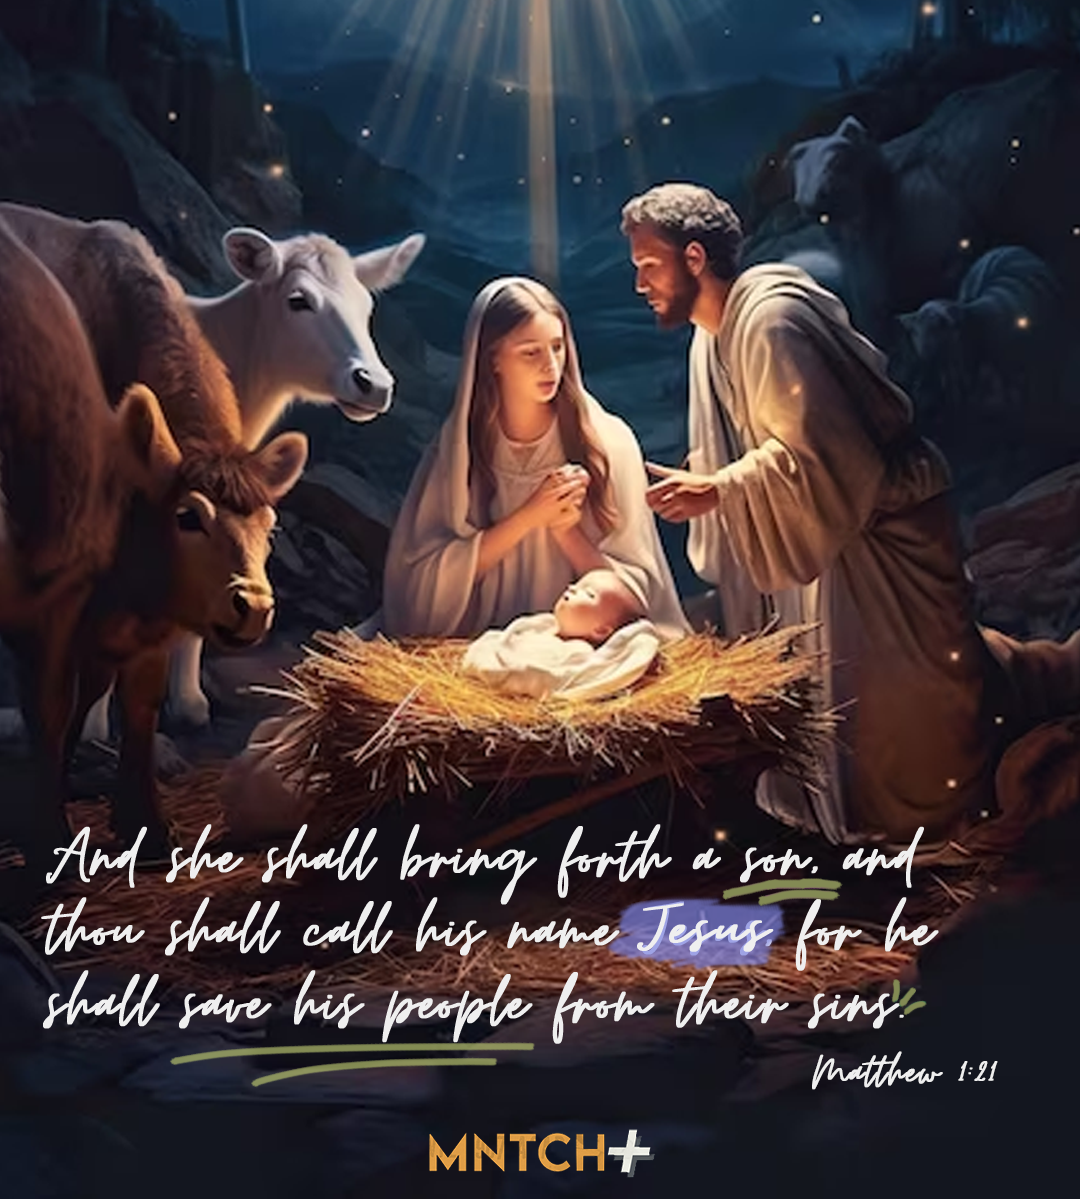 And she shall bring forth a son, and
thou shall call his name Jesus, for he
shall save his people from their sins.
Matthew 1:21
MNTCH+